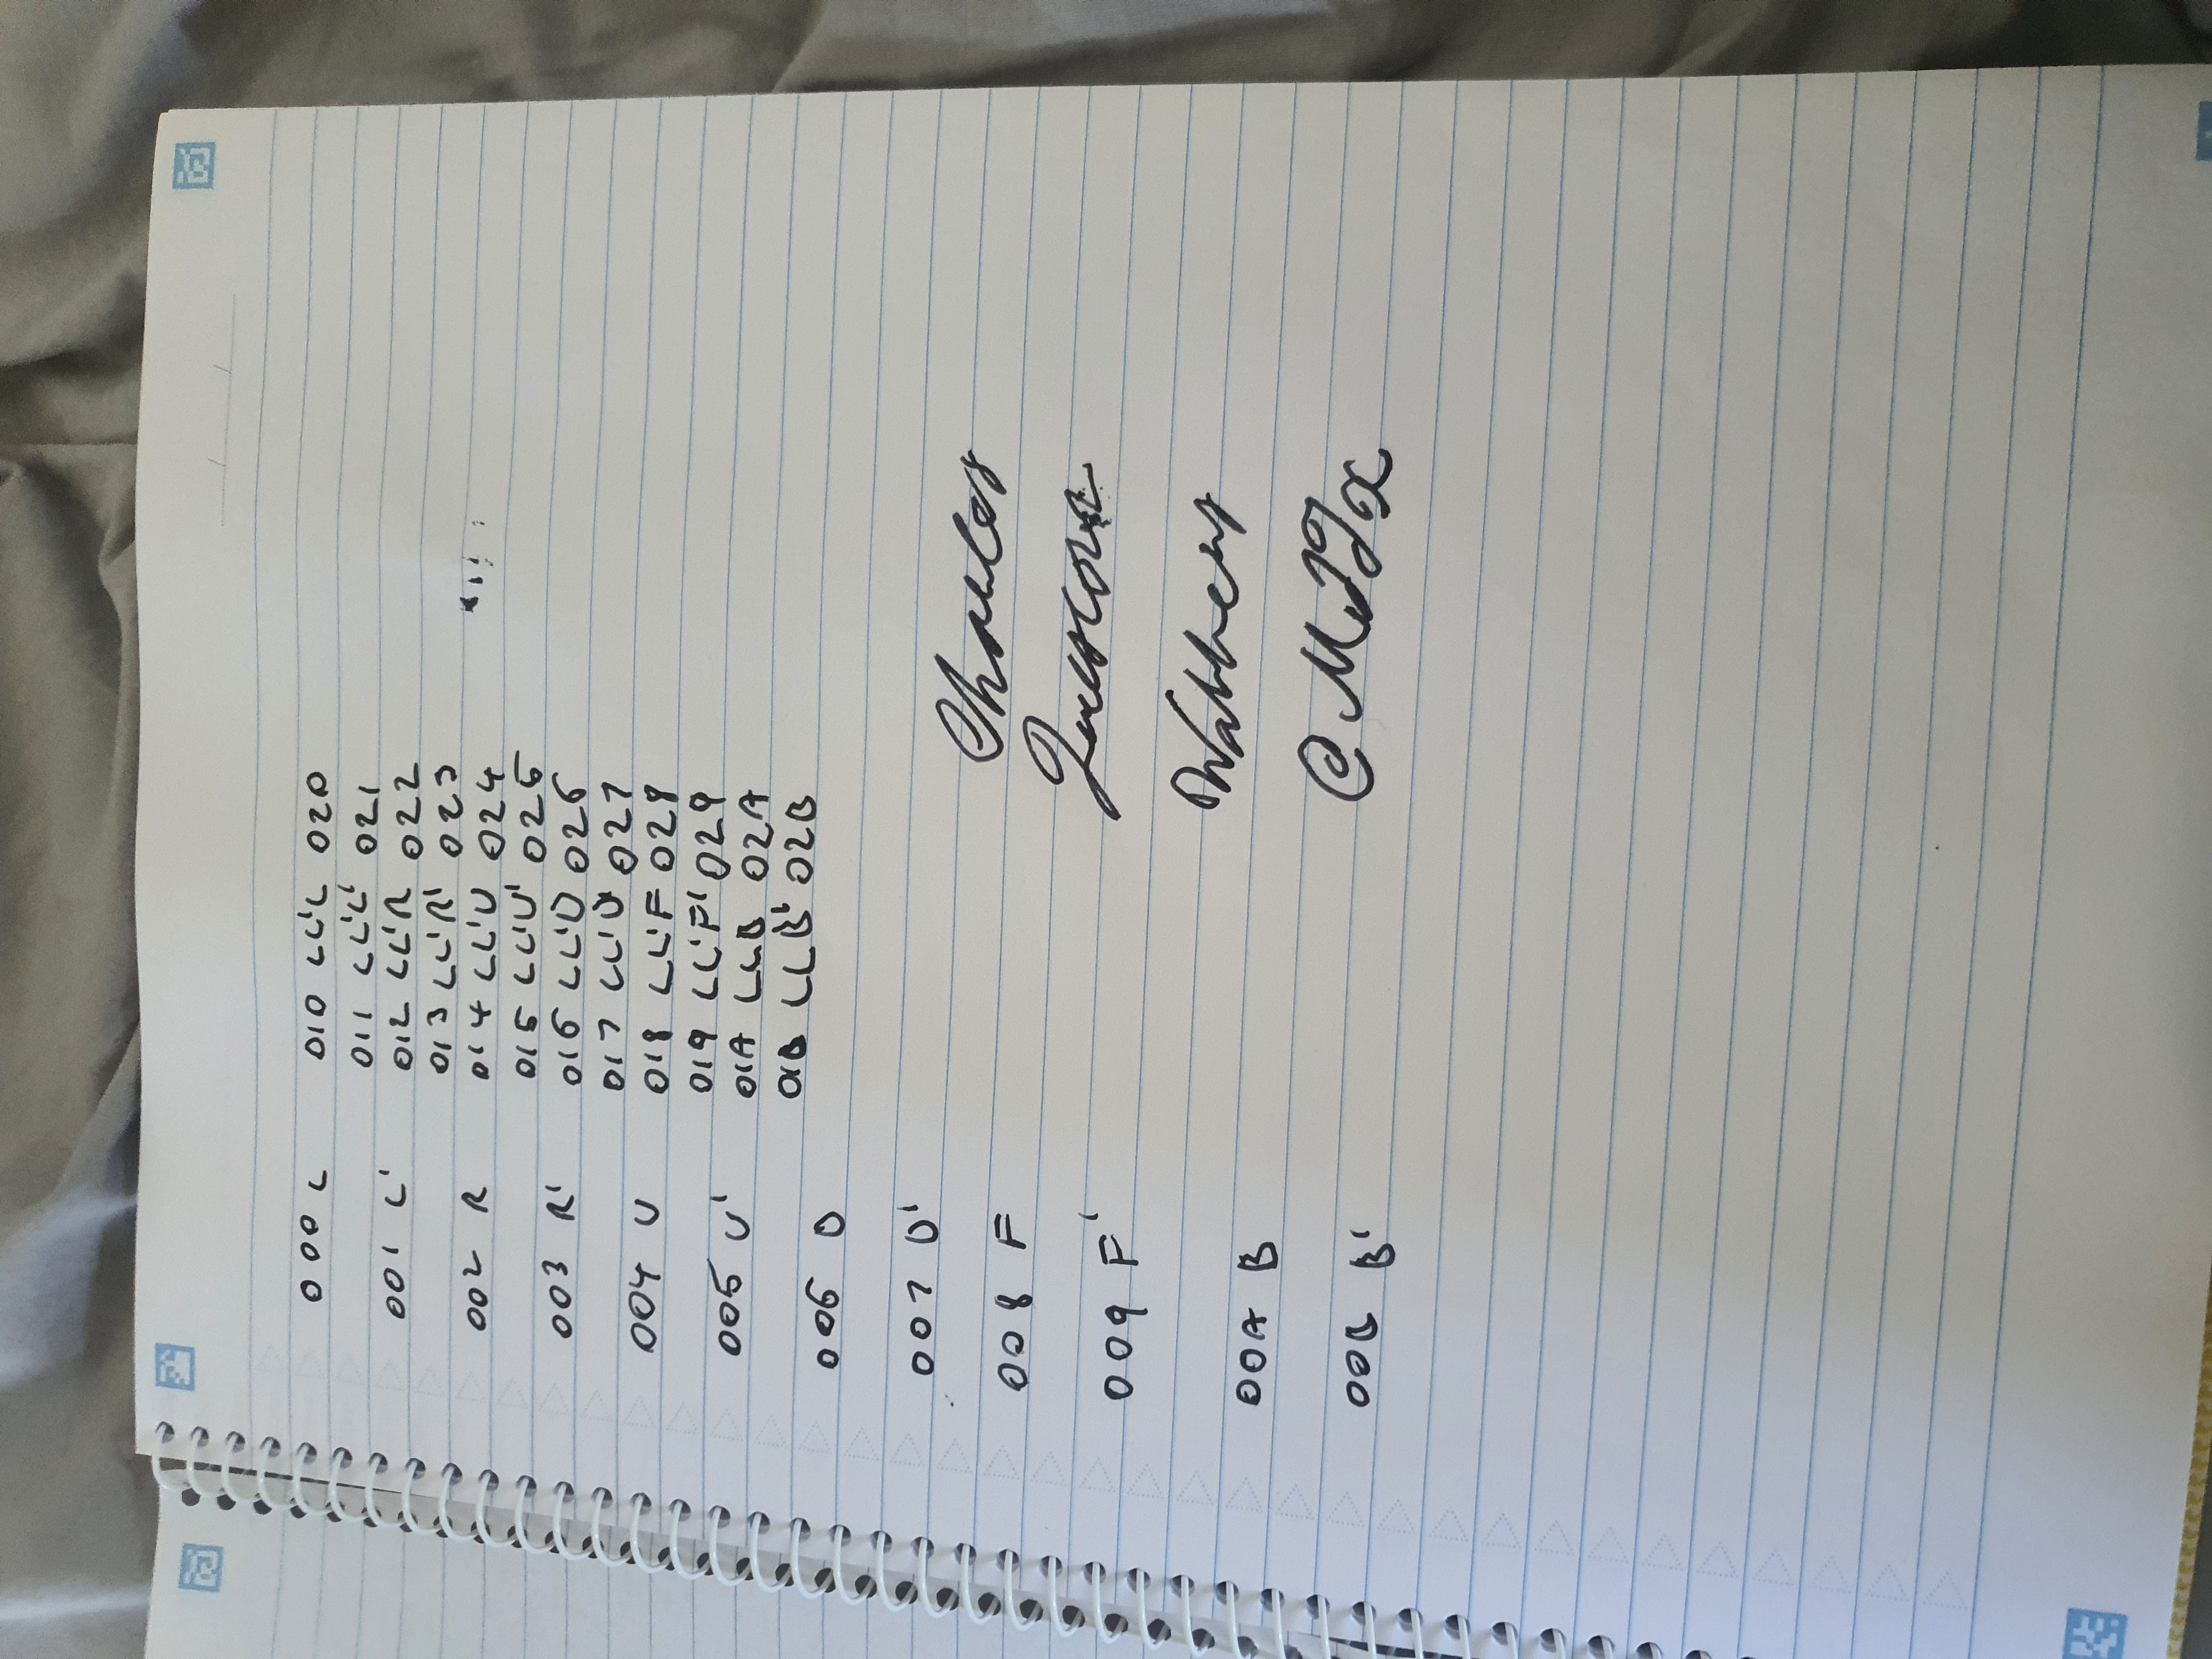 000 L
001 L'
002 R
003 R'
004 U
005 U'
006 D
007 D'
008 F
009 F'
00A B
00B B'
010 LL'L 020
011 LL'L' 021
012 LL'R 022
013 LL'R' 023
014 LL'U 024
015 LL'U' 025
016 LL'D 026
017 LL'D' 027
018 LL'F 028
019 LL'F' 029
01A LLB 02A
01B LLB' 02B
Charles
@MJJx